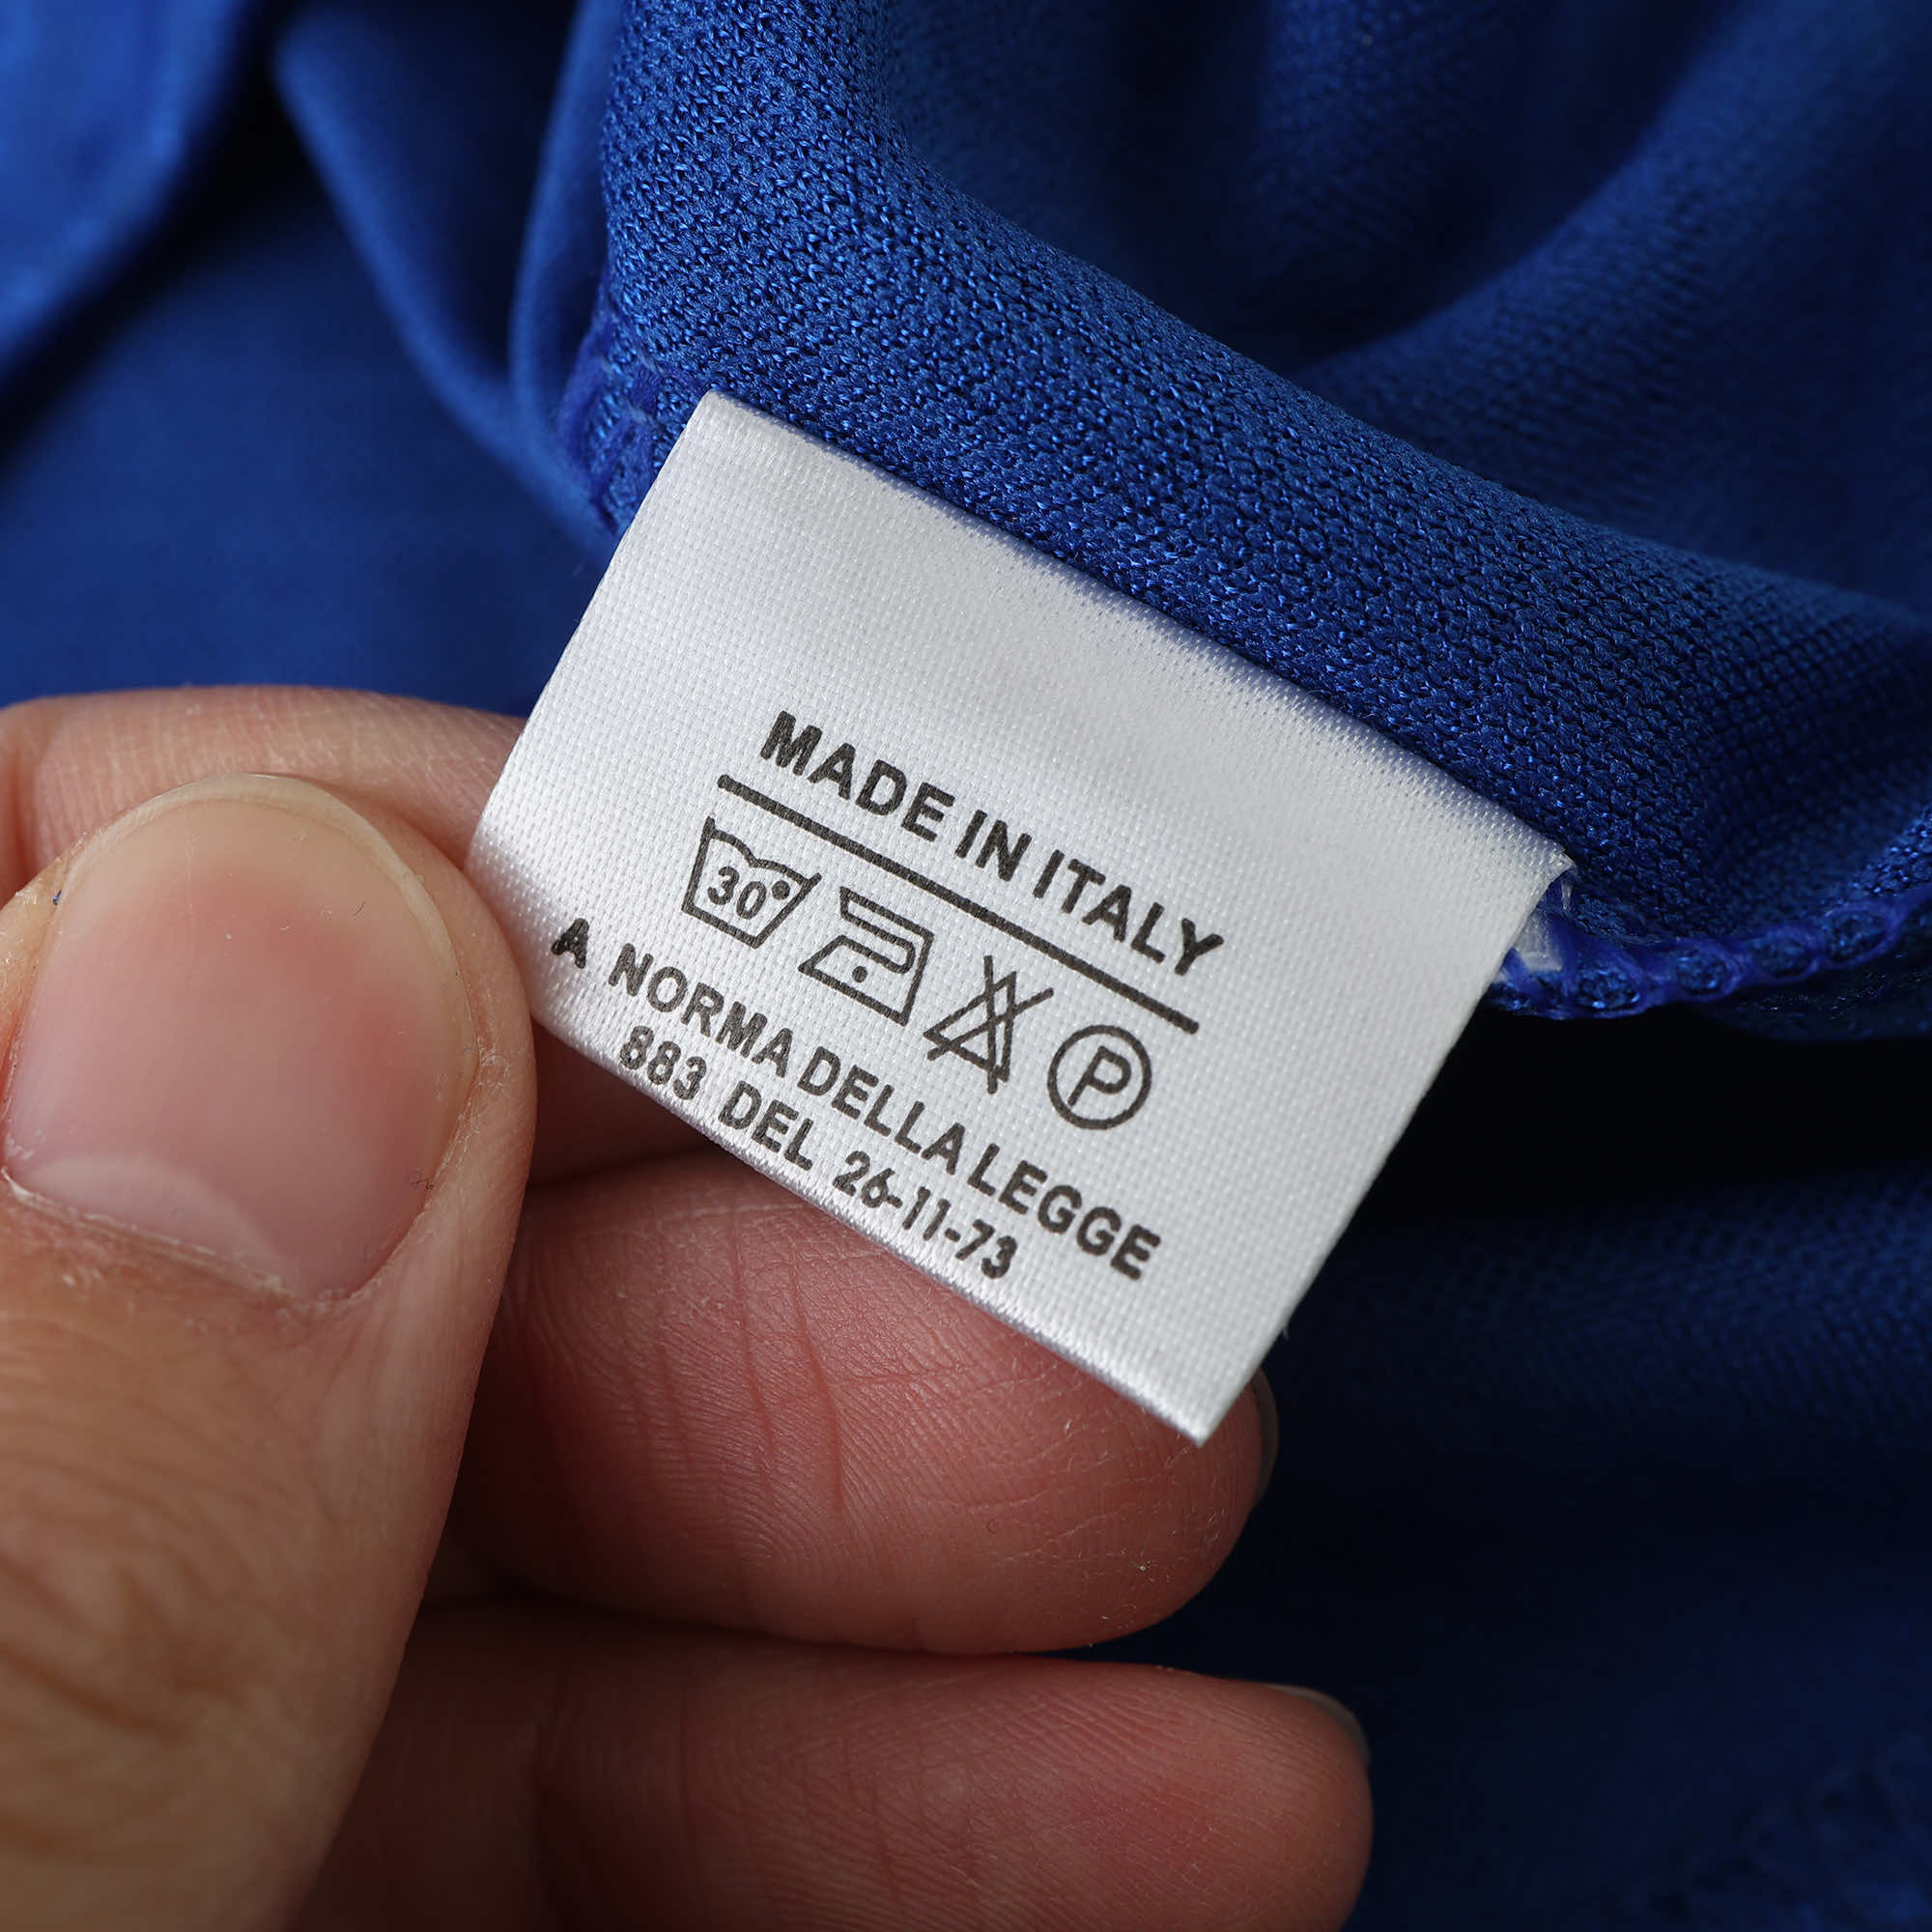 MADE IN ITALY
30°
P
A NORMA DELLA LEGGE
883 DEL 26-11-73